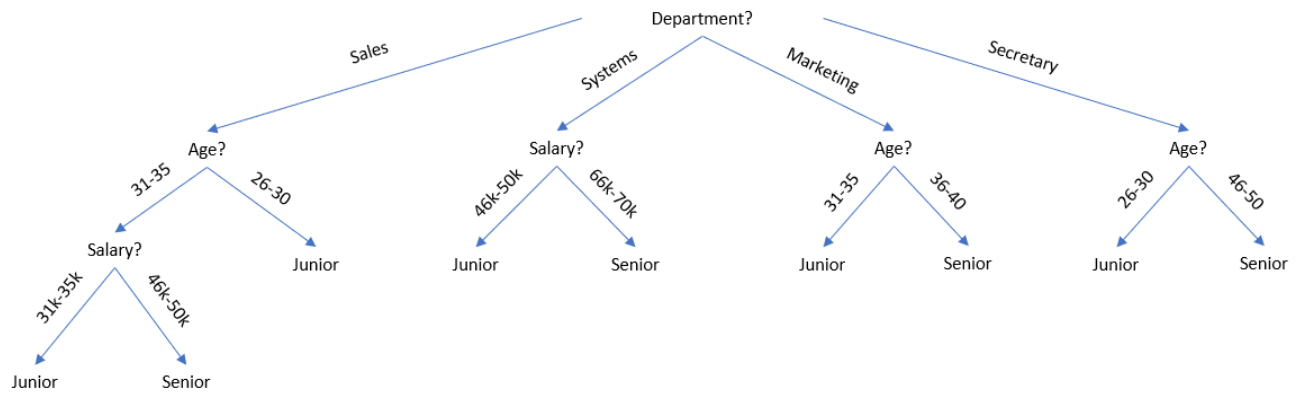 Department?
Sales
Systems
Marketing
Secretary
Age?
Salary?
Age?
Age?
31-35
26-30
46k-50k
66k-70k
31-35
36-40
26-30
46-50
Salary?
Junior
Junior
Senior
Junior
Senior
Junior
Senior
31k-35k
46k-50k
Junior
Senior